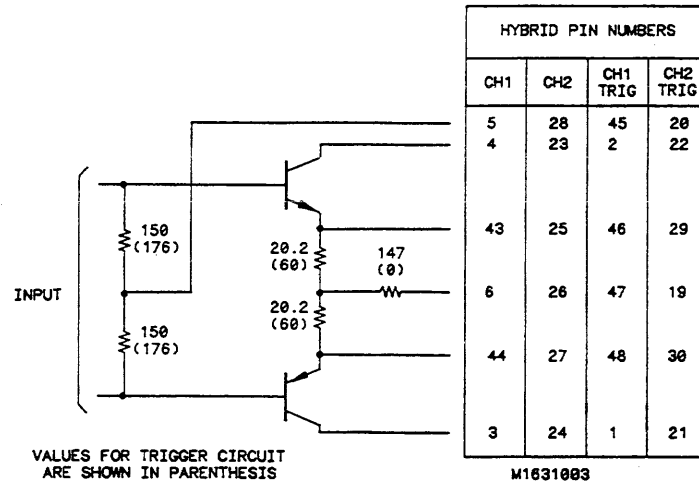 HYBRID PIN NUMBERS
CH1 CH2 CH1 TRIG CH2 TRIG
5 28 45 20
4 23 2 22
150
(176)
43 25 46 29
20.2
(60)
147
(0)
INPUT
6 26 47 19
20.2
(60)
150
(176)
44 27 48 30
3 24 1 21
VALUES FOR TRIGGER CIRCUIT
ARE SHOWN IN PARENTHESIS
M1631003